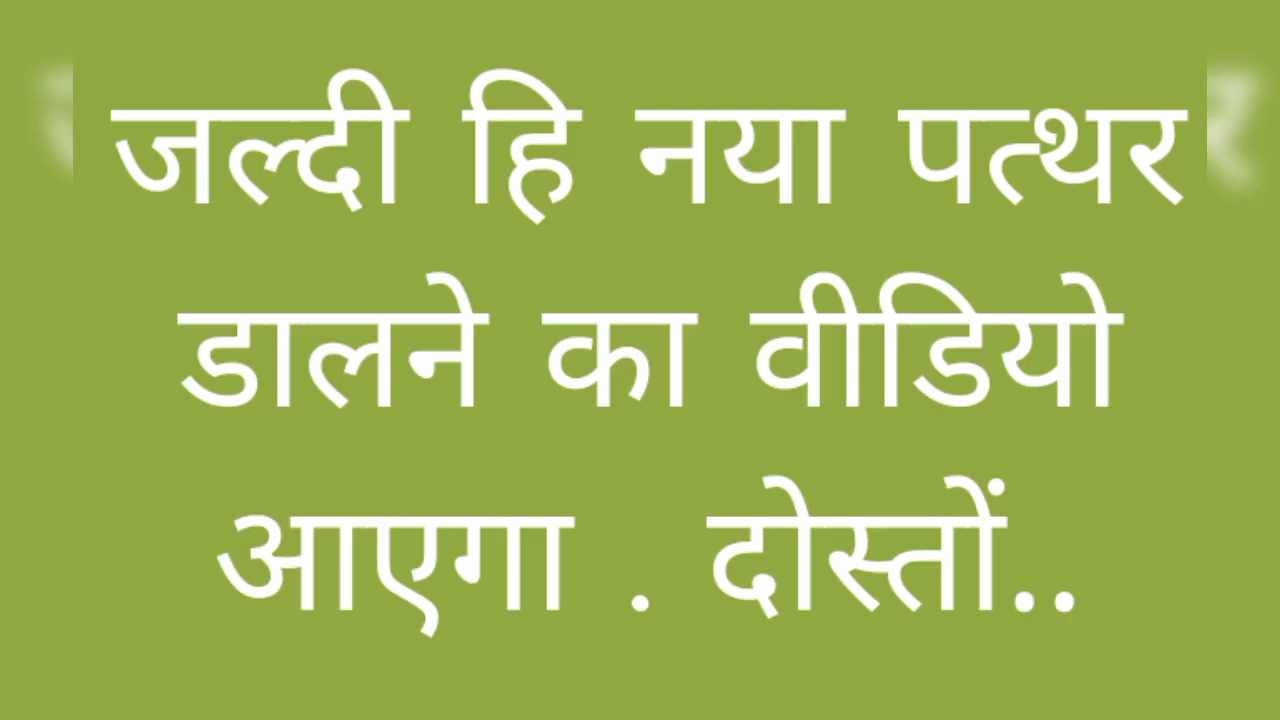 जल्दी हि नया पत्थर
डालने का वीडियो
आएगा . दोस्तों..